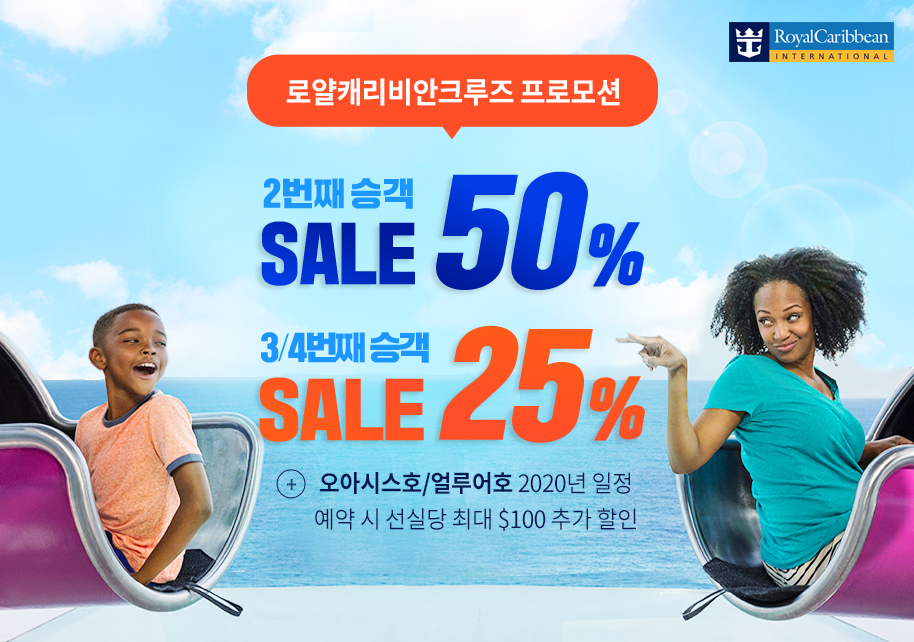 RoyalCaribbean
INTERNATIONAL
로얄캐리비안크루즈 프로모션
2번째 승객
SALE 50%
3/4번째 승객
SALE 25%
오아시스호/얼루어호 2020년 일정
예약 시 선실당 최대 $100 추가 할인